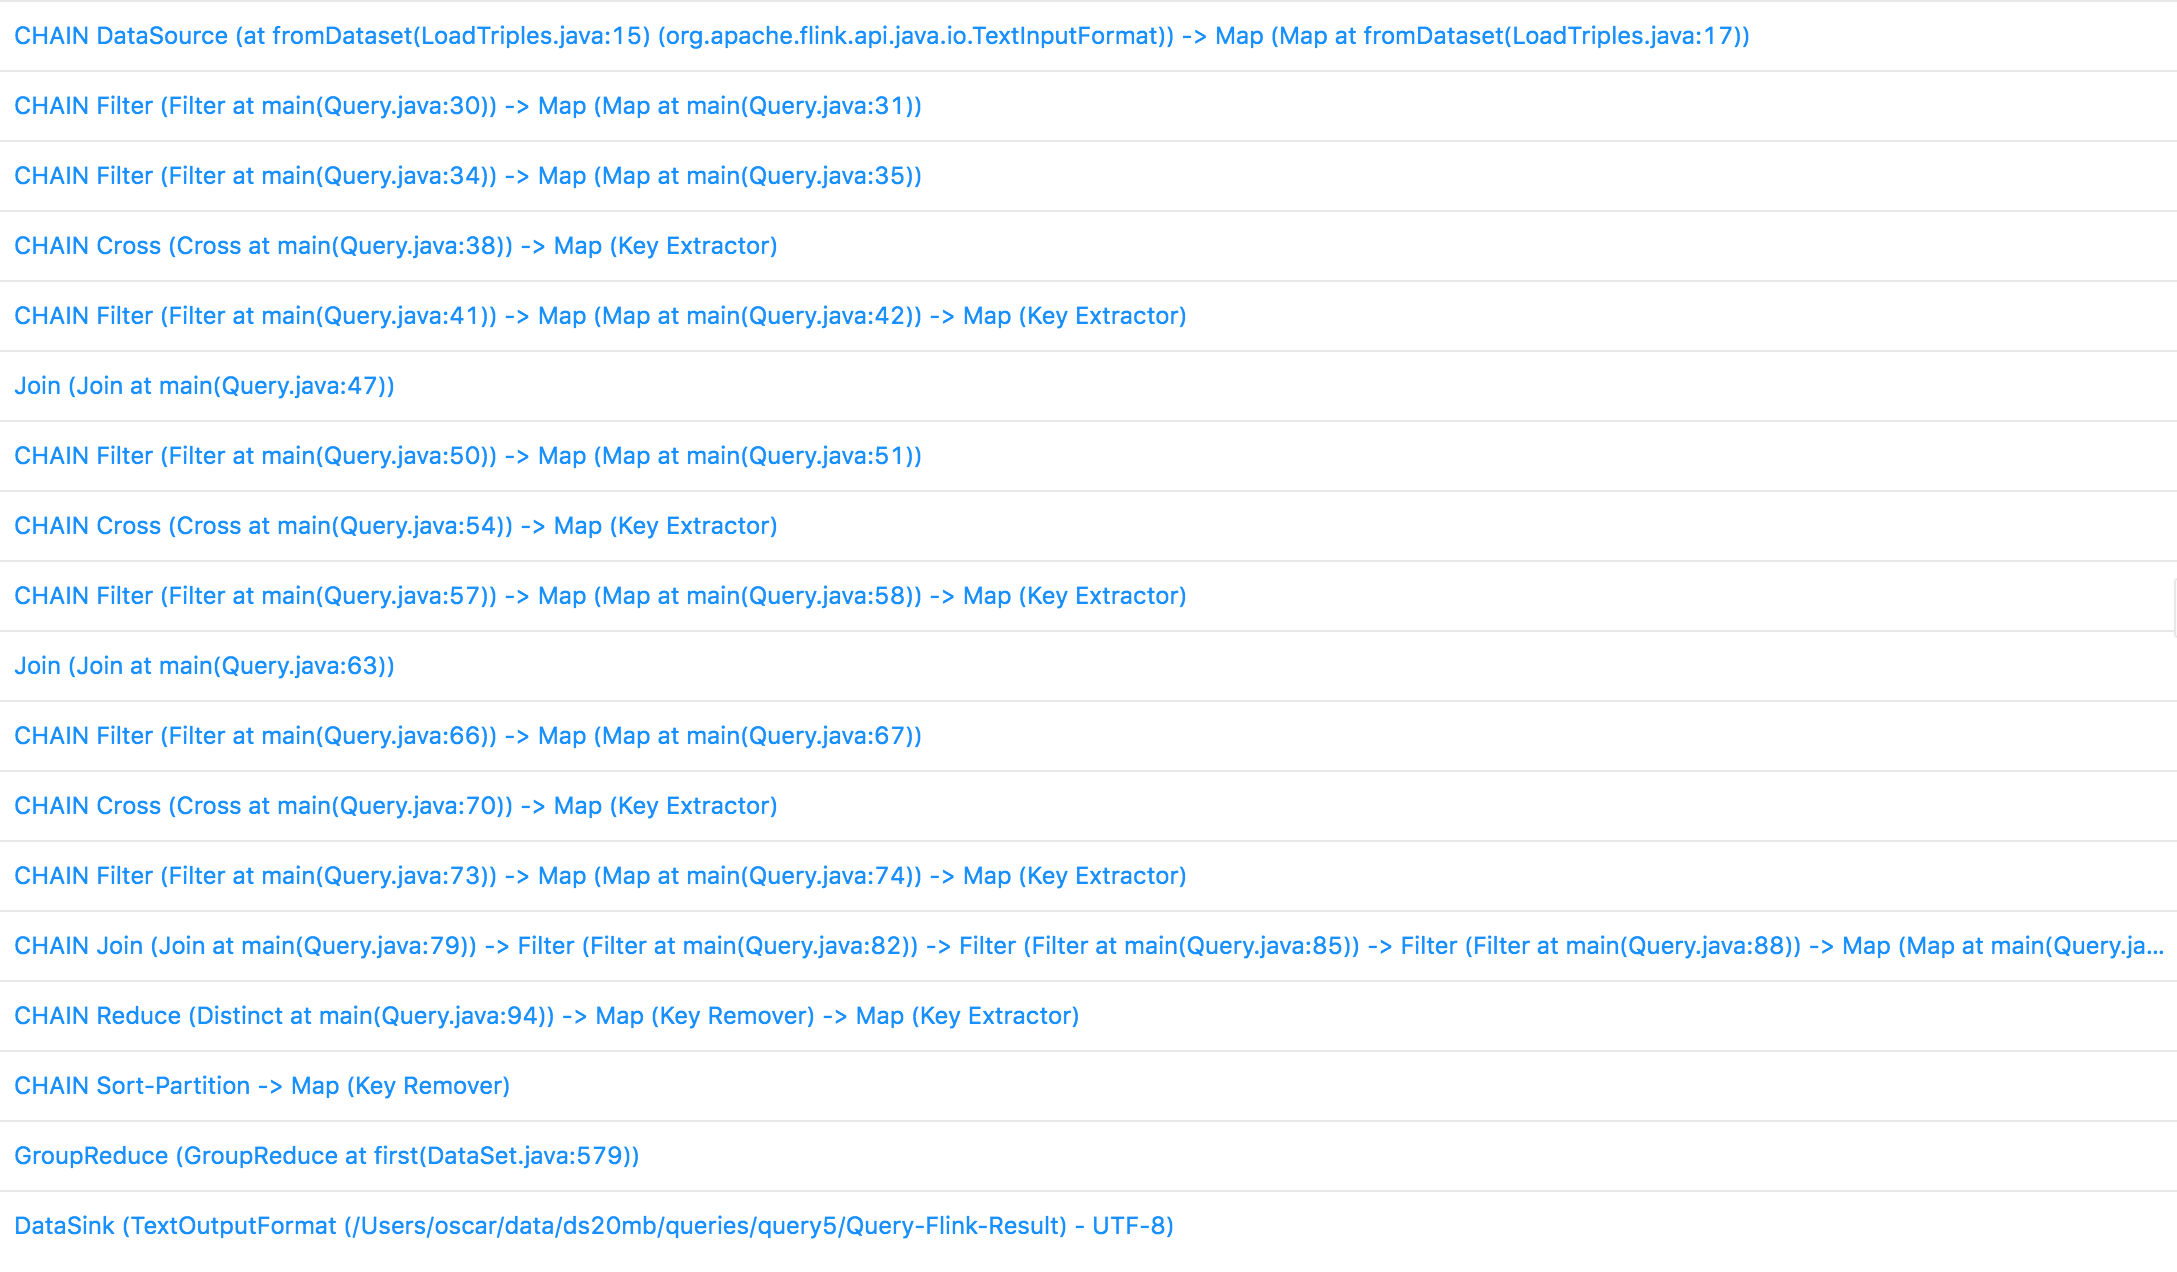 CHAIN DataSource (at fromDataset(LoadTriples.java:15) (org.apache.flink.api.java.io.TextInputFormat)) -> Map (Map at fromDataset(LoadTriples.java:17))
CHAIN Filter (Filter at main(Query.java:30)) -> Map (Map at main(Query.java:31))
CHAIN Filter (Filter at main(Query.java:34)) -> Map (Map at main(Query.java:35))
CHAIN Cross (Cross at main(Query.java:38)) -> Map (Key Extractor)
CHAIN Filter (Filter at main(Query.java:41)) -> Map (Map at main(Query.java:42)) -> Map (Key Extractor)
Join (Join at main(Query.java:47))
CHAIN Filter (Filter at main(Query.java:50)) -> Map (Map at main(Query.java:51))
CHAIN Cross (Cross at main(Query.java:54)) -> Map (Key Extractor)
CHAIN Filter (Filter at main(Query.java:57)) -> Map (Map at main(Query.java:58)) -> Map (Key Extractor)
Join (Join at main(Query.java:63))
CHAIN Filter (Filter at main(Query.java:66)) -> Map (Map at main(Query.java:67))
CHAIN Cross (Cross at main(Query.java:70)) -> Map (Key Extractor)
CHAIN Filter (Filter at main(Query.java:73)) -> Map (Map at main(Query.java:74)) -> Map (Key Extractor)
CHAIN Join (Join at main(Query.java:79)) -> Filter (Filter at main(Query.java:82)) -> Filter (Filter at main(Query.java:85)) -> Filter (Filter at main(Query.java:88)) -> Map (Map at main(Query.ja...
CHAIN Reduce (Distinct at main(Query.java:94)) -> Map (Key Remover) -> Map (Key Extractor)
CHAIN Sort-Partition -> Map (Key Remover)
GroupReduce (GroupReduce at first(DataSet.java:579))
DataSink (TextOutputFormat (/Users/oscar/data/ds20mb/queries/query5/Query-Flink-Result) - UTF-8)